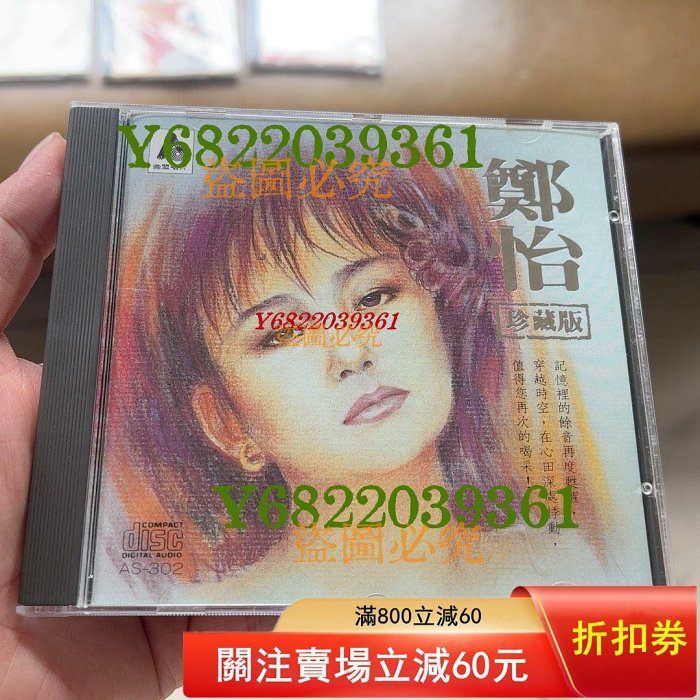 Y6822039361
盜圖必究
鄭怡
珍藏版
Y6822039361
盜圖必究
記憶裡的餘音再度
穿越時空，在心田深處悸動，
值得您再次的喝采！
Y6822039361
盜圖必究
COMPACT
disc
DIGITAL AUDIO
AS-302
滿800立減60
關注賣場立減60元
折扣券